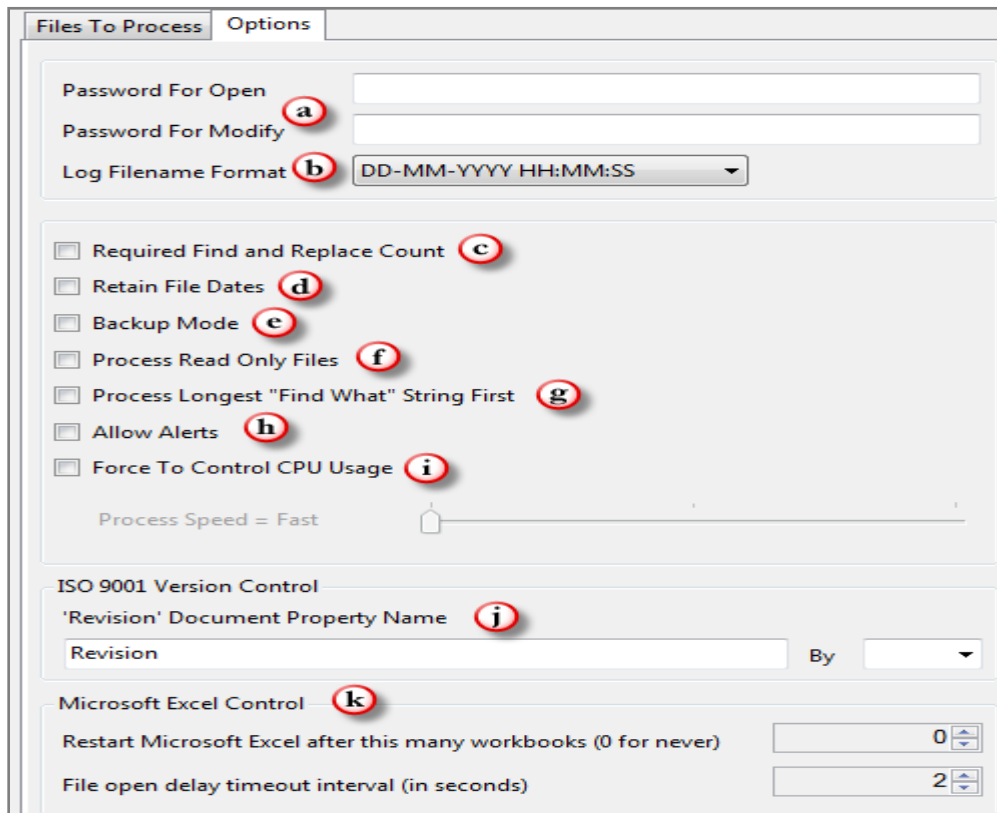 Files To Process Options
Password For Open
a
Password For Modify
Log Filename Format b DD-MM-YYYY HH:MM:SS
Required Find and Replace Count c
Retain File Dates d
Backup Mode e
Process Read Only Files f
Process Longest "Find What" String First g
Allow Alerts h
Force To Control CPU Usage i
Process Speed = Fast
ISO 9001 Version Control
'Revision' Document Property Name j
Revision By
Microsoft Excel Control k
Restart Microsoft Excel after this many workbooks (0 for never) 0
File open delay timeout interval (in seconds) 2